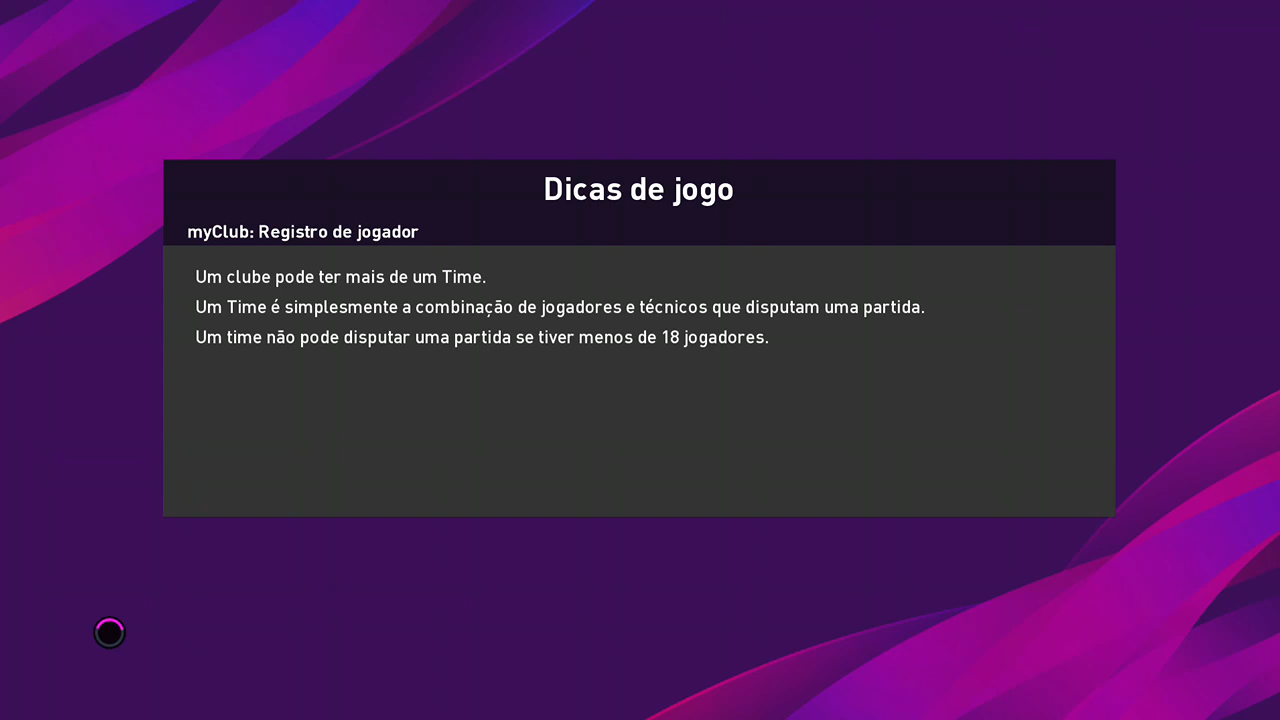 Dicas de jogo
myClub: Registro de jogador
Um clube pode ter mais de um Time.
Um Time é simplesmente a combinação de jogadores e técnicos que disputam uma partida.
Um time não pode disputar uma partida se tiver menos de 18 jogadores.